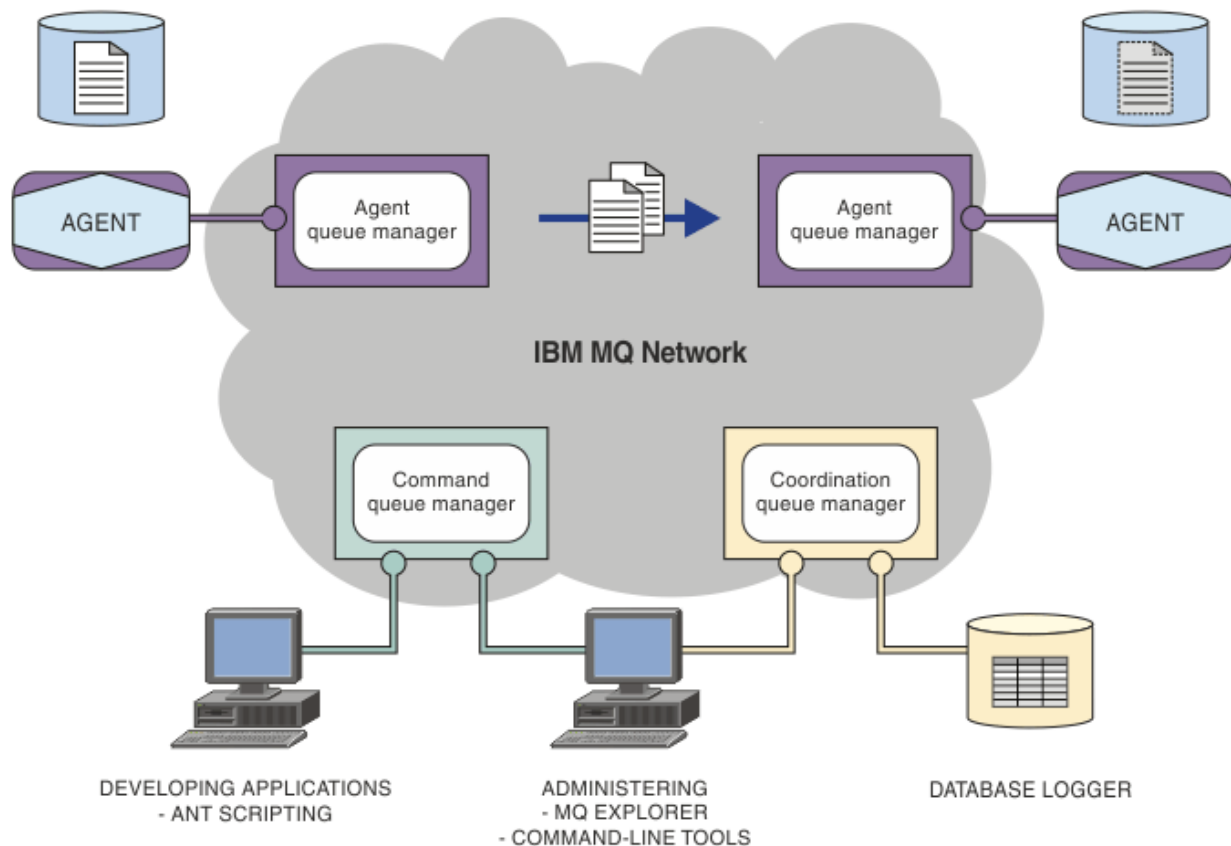 AGENT
Agent
queue manager
Agent
queue manager
AGENT
IBM MQ Network
Command
queue manager
Coordination
queue manager
DEVELOPING APPLICATIONS
- ANT SCRIPTING
ADMINISTERING
- MQ EXPLORER
- COMMAND-LINE TOOLS
DATABASE LOGGER